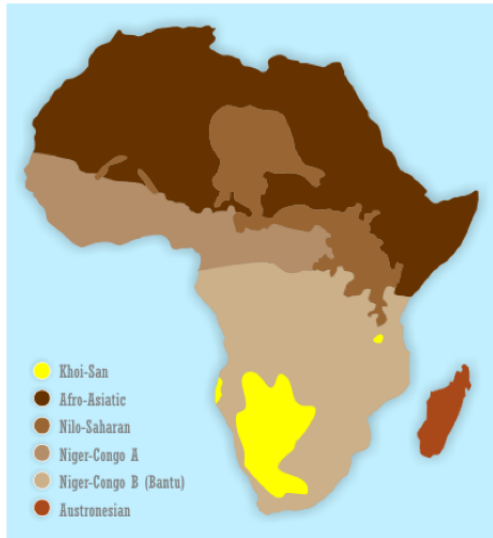 Khoi-San
Afro-Asiatic
Nilo-Saharan
Niger-Congo A
Niger-Congo B (Bantu)
Austronesian